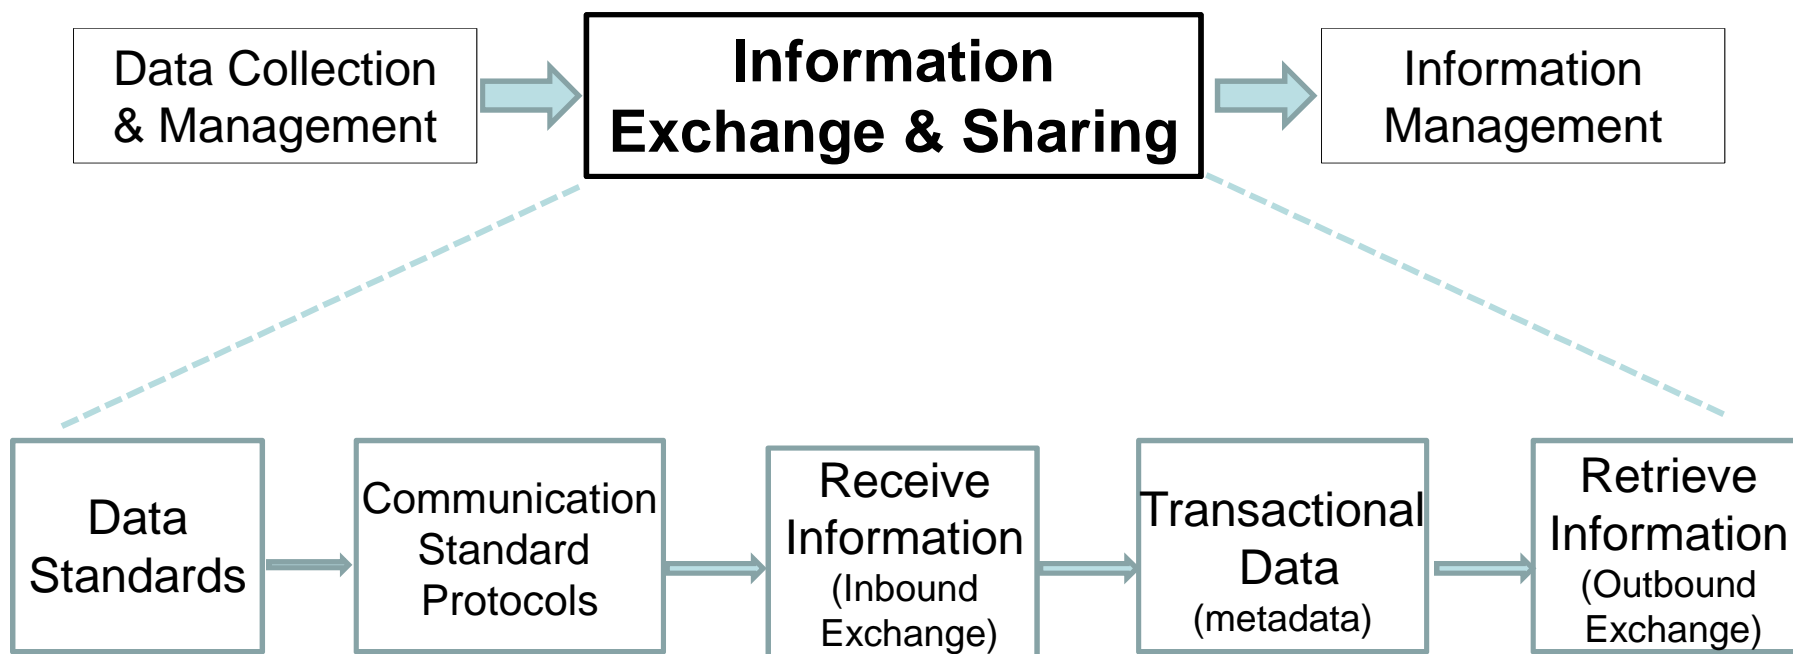 Data Collection
& Management
Information
Exchange & Sharing
Information
Management
Data
Standards
Communication
Standard
Protocols
Receive
Information
(Inbound
Exchange)
Transactional
Data
(metadata)
Retrieve
Information
(Outbound
Exchange)